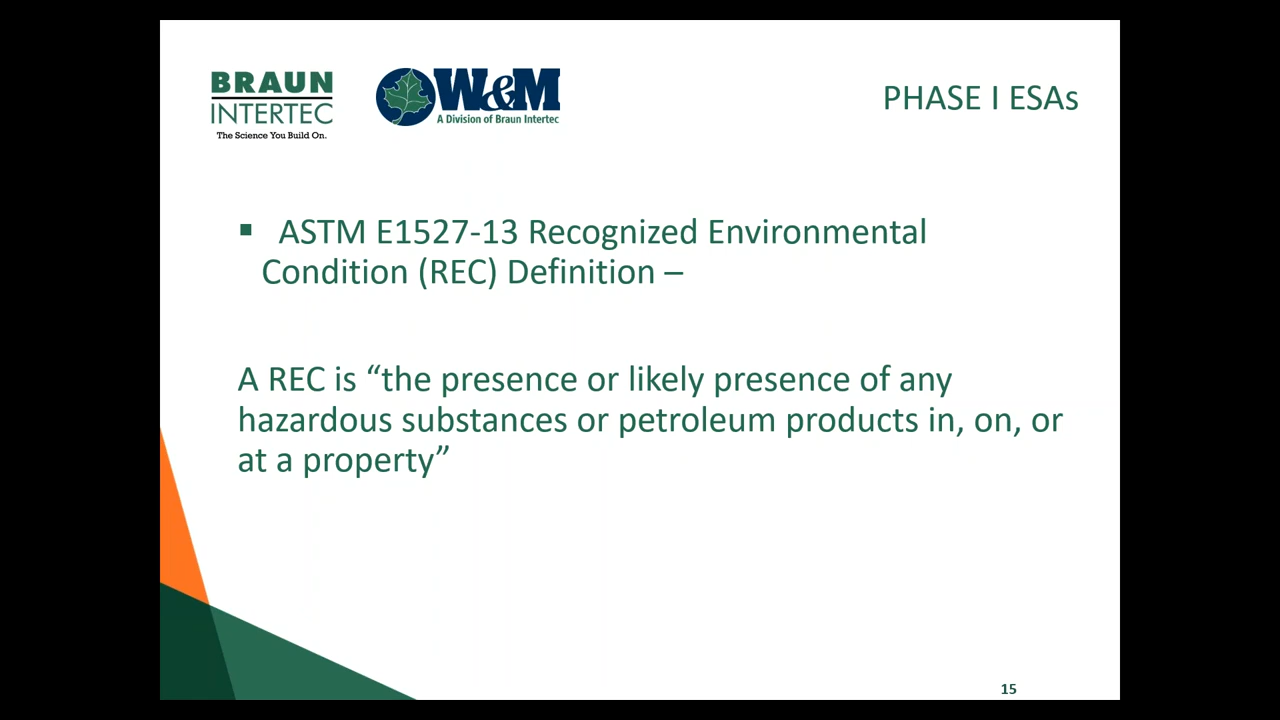 BRAUN
INTERTEC
The Science You Build On.
W&M
A Division of Braun Intertec
PHASE I ESAs
▪ ASTM E1527-13 Recognized Environmental
Condition (REC) Definition –
A REC is “the presence or likely presence of any
hazardous substances or petroleum products in, on, or
at a property”
15